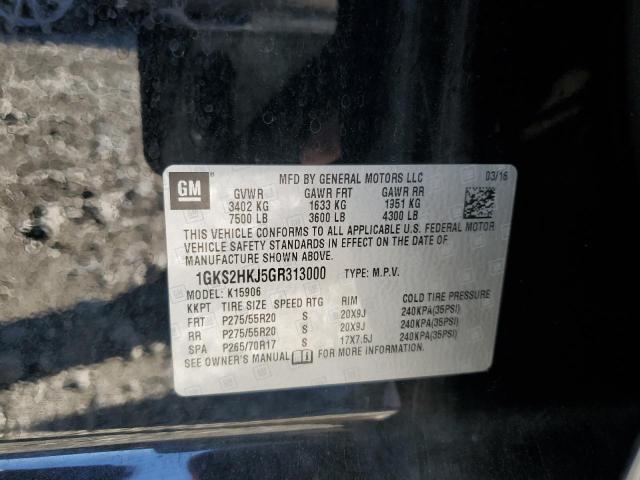 GM ® MFD BY GENERAL MOTORS LLC 03/16
GVWR GAWR FRT GAWR RR
3402 KG 1633 KG 1951 KG
7500 LB 3600 LB 4300 LB
THIS VEHICLE CONFORMS TO ALL APPLICABLE U.S. FEDERAL MOTOR
VEHICLE SAFETY STANDARDS IN EFFECT ON THE DATE OF
MANUFACTURE SHOWN ABOVE.
1GKS2HKJ5GR313000 TYPE: M.P.V.
MODEL: K15906
KKPT TIRE SIZE SPEED RTG RIM COLD TIRE PRESSURE
FRT P275/55R20 S 20X9J 240KPA(35PSI)
RR P275/55R20 S 20X9J 240KPA(35PSI)
SPA P265/70R17 S 17X7.5J 240KPA(35PSI)
SEE OWNER'S MANUAL FOR MORE INFORMATION.